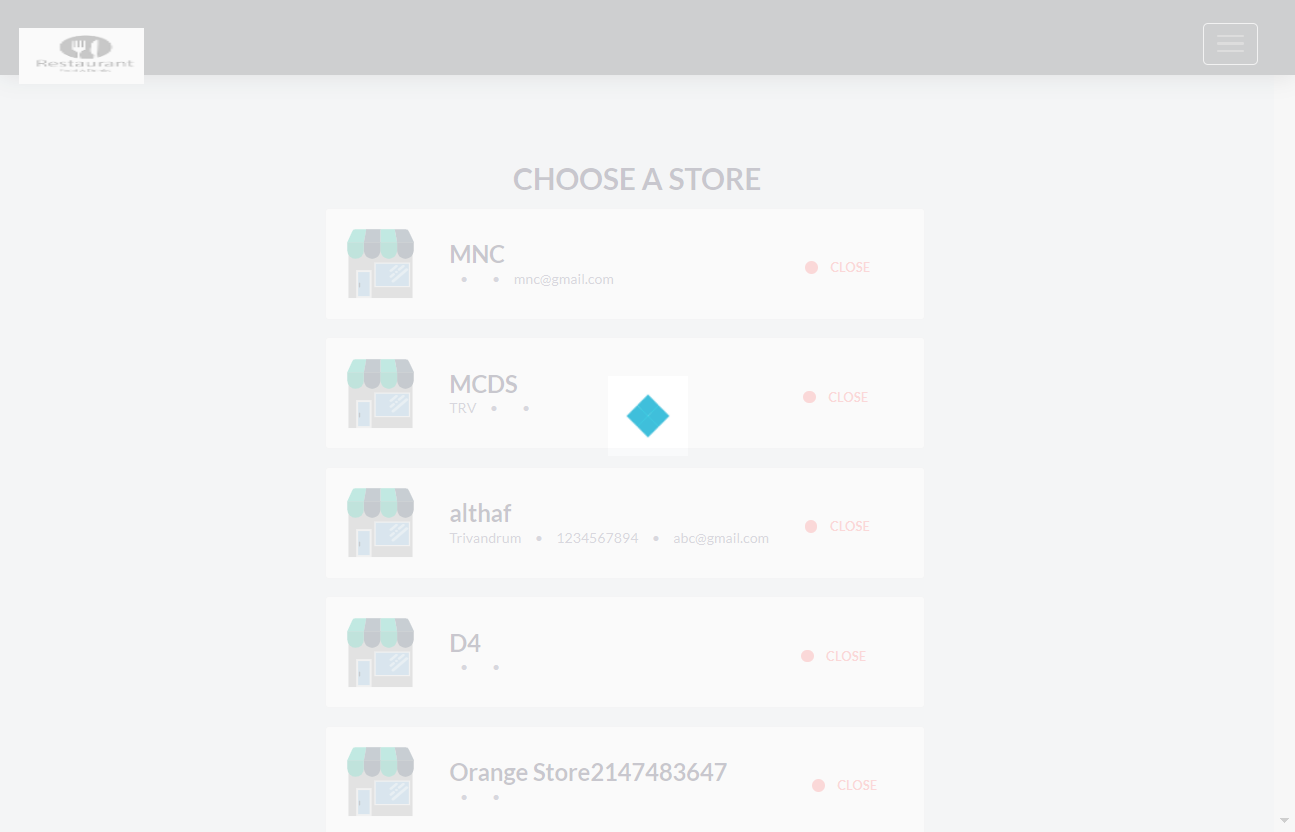 Restaurant
CHOOSE A STORE
MNC
• • mnc@gmail.com
CLOSE
MCDS
TRV • •
CLOSE
althaf
Trivandrum • 1234567894 • abc@gmail.com
CLOSE
D4
• •
CLOSE
Orange Store2147483647
• •
CLOSE